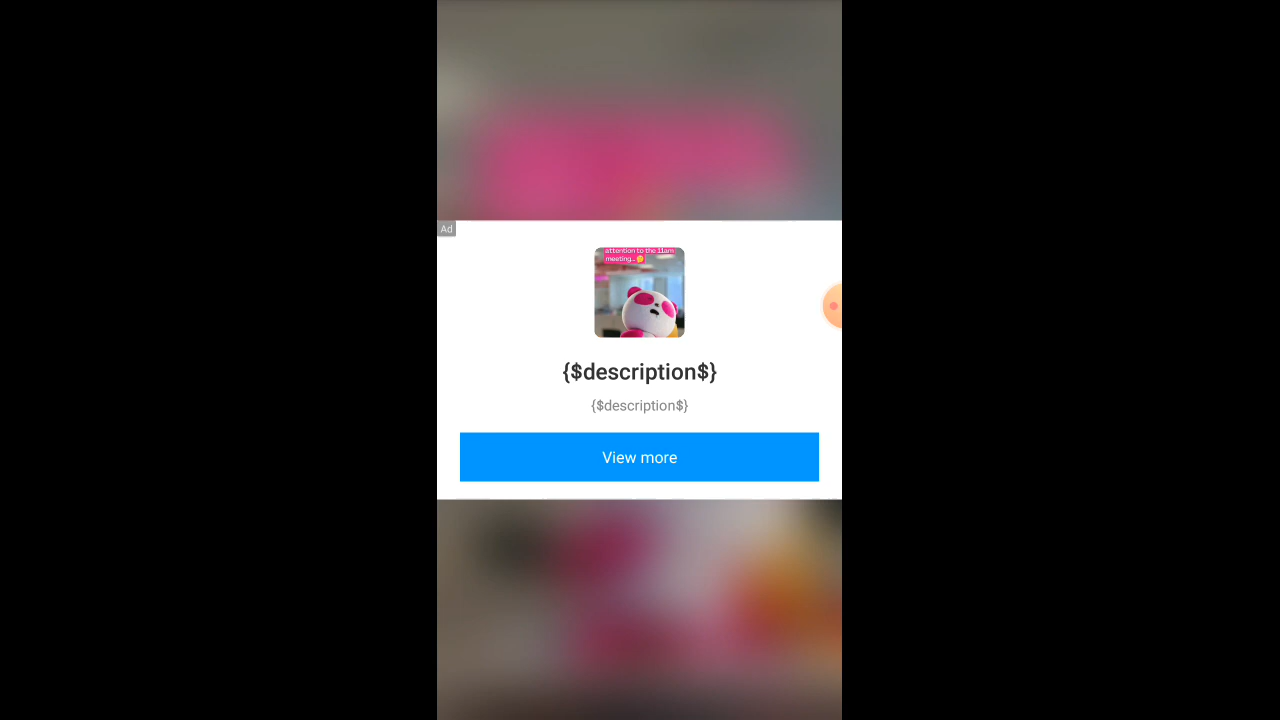 Ad
attention to the 11am
meeting...
{$description$}
{$description$}
View more